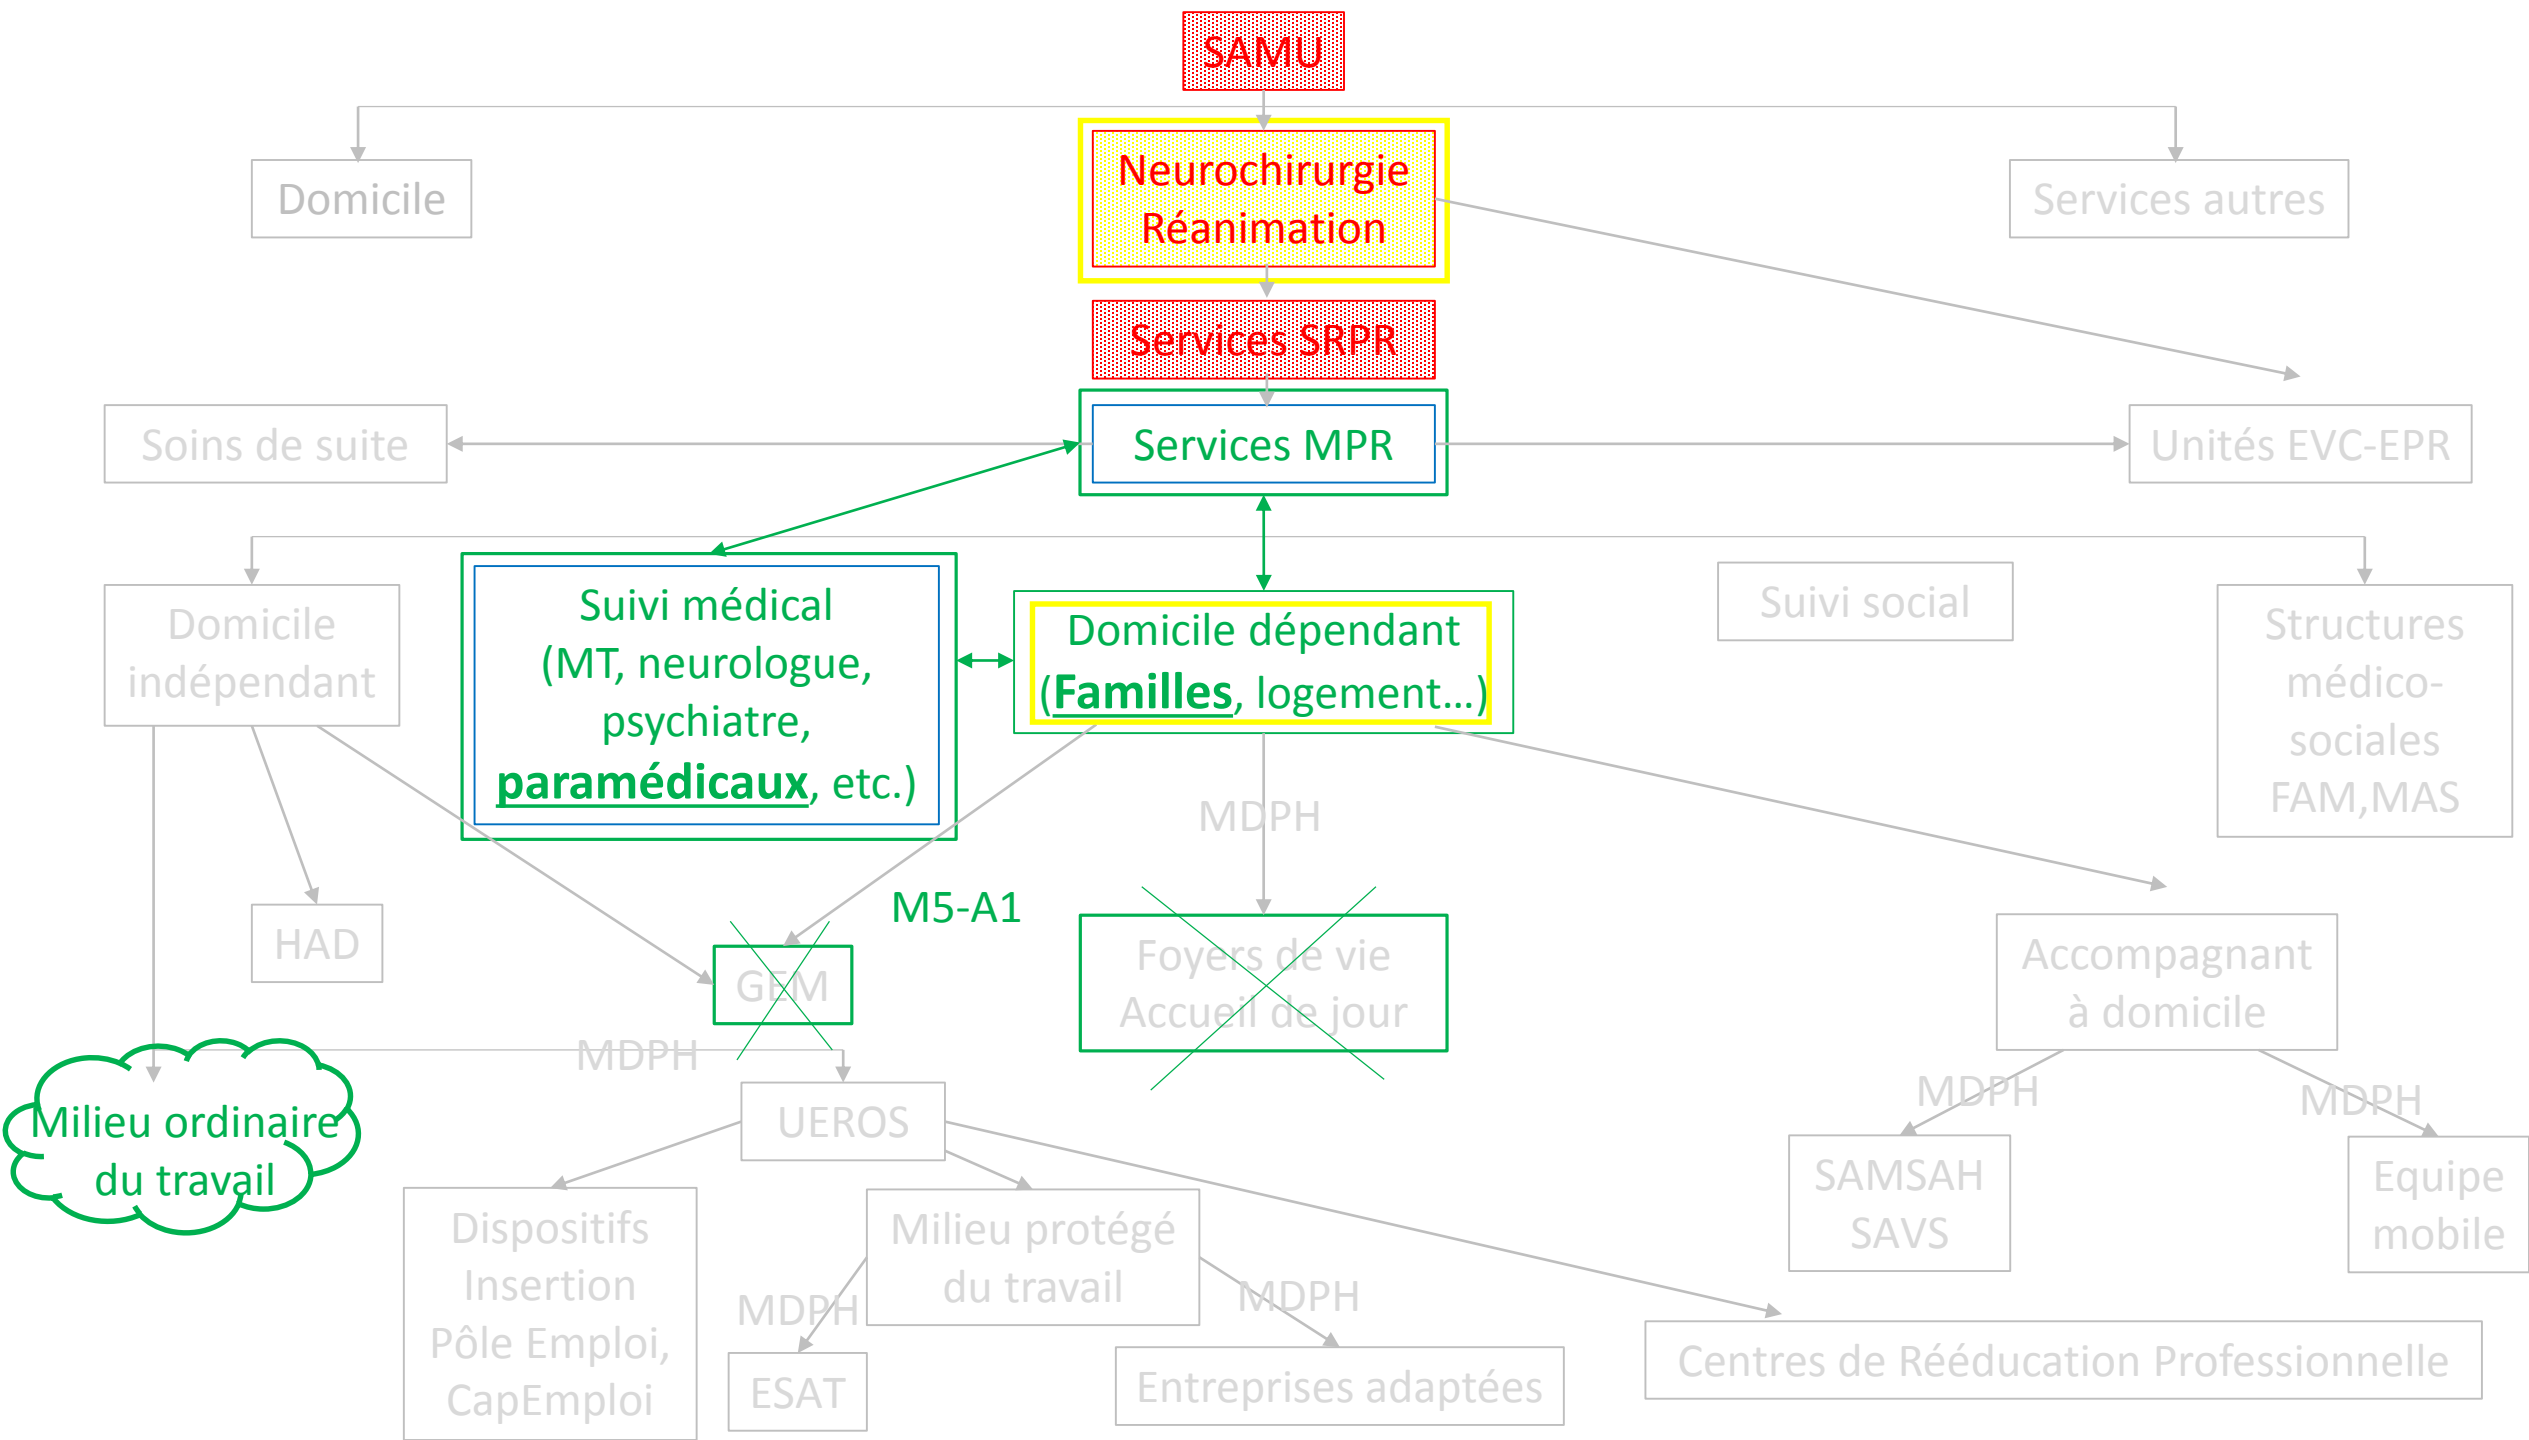 SAMU
Domicile
Neurochirurgie
Réanimation
Services autres
Services SRPR
Soins de suite
Services MPR
Unités EVC-EPR
Domicile
indépendant
Suivi médical
(MT, neurologue,
psychiatre,
paramédicaux, etc.)
Domicile dépendant
(Familles, logement...)
Suivi social
Structures
médico-
sociales
FAM,MAS
MDPH
M5-A1
HAD
GEM
Foyers de vie
Accueil de jour
Accompagnant
à domicile
MDPH
MDPH
MDPH
Milieu ordinaire
du travail
UEROS
SAMSAH
SAVS
Equipe
mobile
Dispositifs
Insertion
Pôle Emploi,
CapEmploi
Milieu protégé
du travail
MDPH
MDPH
ESAT
Entreprises adaptées
Centres de Rééducation Professionnelle